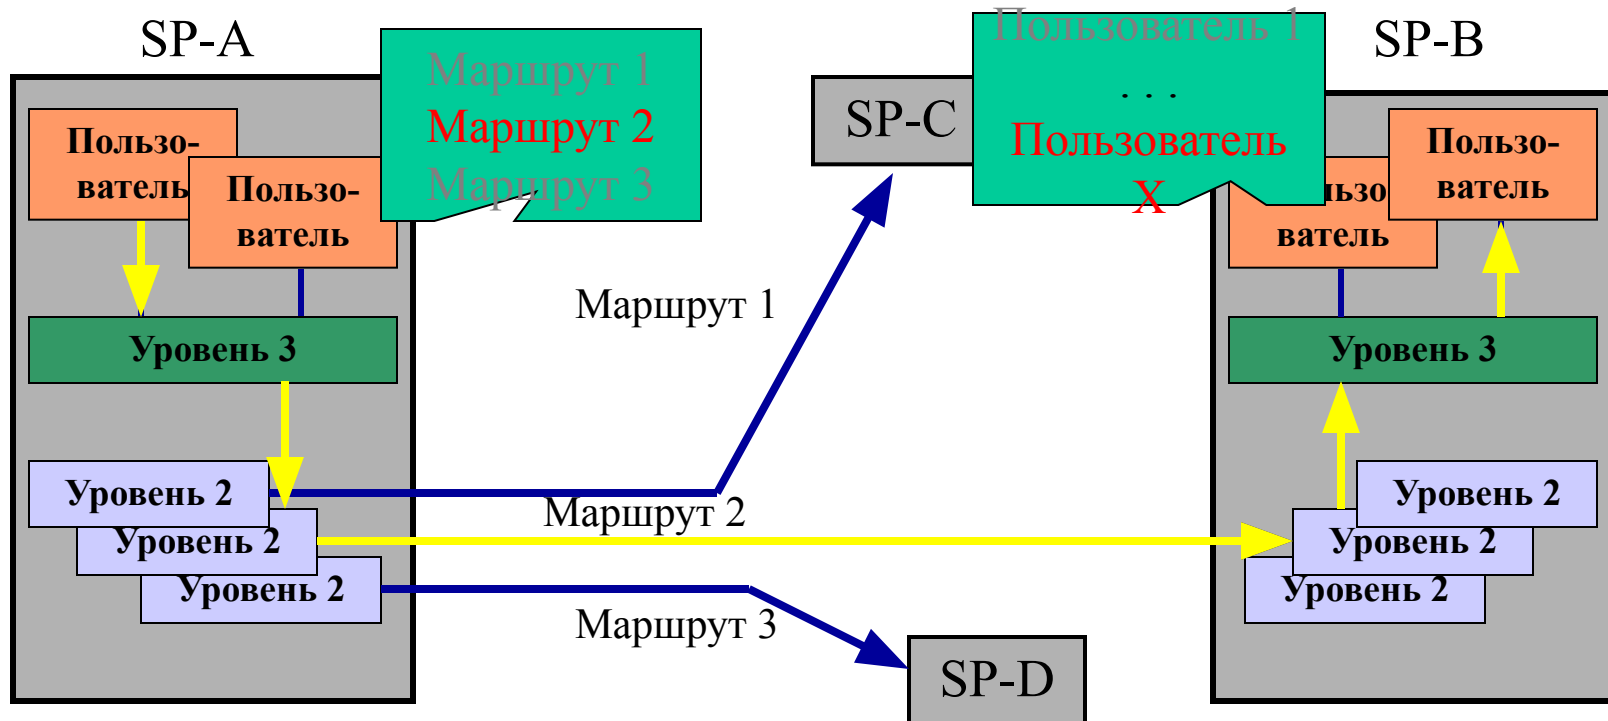 SP-A
Маршрут 1
Маршрут 2
Маршрут 3
Пользо-
ватель
Пользо-
ватель
Уровень 3
Уровень 2
Уровень 2
Уровень 2
Маршрут 1
Маршрут 2
Маршрут 3
SP-C
SP-D
Пользователь 1
. . .
Пользователь
X
SP-B
Пользо-
ватель
льзо
ватель
Уровень 3
Уровень 2
Уровень 2
Уровень 2